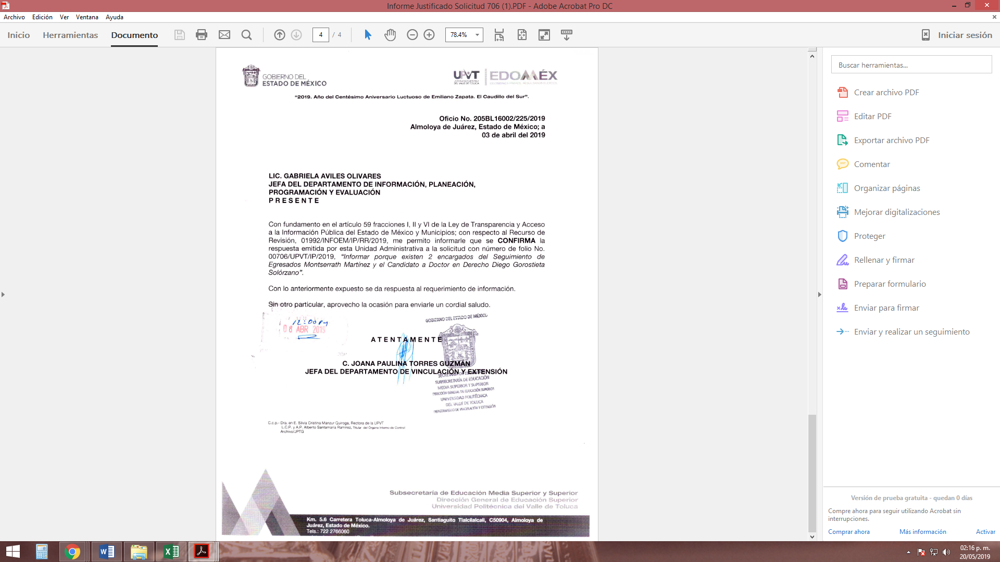 Informe Justificado Solicitud 706 (1).PDF - Adobe Acrobat Pro DC
Archivo Edición Ver Ventana Ayuda
Inicio Herramientas Documento 4 / 4 78.4% Iniciar sesión
GOBIERNO DEL
ESTADO DE MÉXICO
UPVT EDOMÉX
“2019. Año del Centésimo Aniversario Luctuoso de Emiliano Zapata. El Caudillo del Sur”.
Oficio No. 205BL16002/225/2019
Almoloya de Juárez, Estado de México; a
03 de abril del 2019
LIC. GABRIELA AVILES OLIVARES
JEFA DEL DEPARTAMENTO DE INFORMACIÓN, PLANEACIÓN,
PROGRAMACIÓN Y EVALUACIÓN
P R E S E N T E
Con fundamento en el artículo 59 fracciones I, II y VI de la Ley de Transparencia y Acceso
a la Información Pública del Estado de México y Municipios; con respecto al Recurso de
Revisión, 01992/INFOEM/IP/RR/2019, me permito informarle que se CONFIRMA la
respuesta emitida por esta Unidad Administrativa a la solicitud con número de folio No.
00706/UPVT/IP/2019, “Informar porque existen 2 encargados del Seguimiento de
Egresados Montserrath Martínez y el Candidato a Doctor en Derecho Diego Gorostieta
Solórzano”.
Con lo anteriormente expuesto se da respuesta al requerimiento de información.
Sin otro particular, aprovecho la ocasión para enviarle un cordial saludo.
12:00 pm
08 ABR 2019
A T E N T A M E N T E
C. JOANA PAULINA TORRES GUZMÁN
JEFA DEL DEPARTAMENTO DE VINCULACIÓN Y EXTENSIÓN
GOBIERNO DEL ESTADO DE MÉXICO
SECRETARÍA DE EDUCACIÓN
SUBSECRETARÍA DE EDUCACIÓN
MEDIA SUPERIOR Y SUPERIOR
DIRECCIÓN GENERAL DE EDUCACIÓN SUPERIOR
UNIVERSIDAD POLITÉCNICA
DEL VALLE DE TOLUCA
DEPARTAMENTO DE VINCULACIÓN Y EXTENSIÓN
C.c.p.- Dra. en E. Silvia Cristina Manzur Quiroga, Rectora de la UPVT
L.C.P. y A.P. Alberto Santamaría Ramírez, Titular del Órgano Interno de Control
Archivo/JPTG
Subsecretaría de Educación Media Superior y Superior
Dirección General de Educación Superior
Universidad Politécnica del Valle de Toluca
Km. 5.6 Carretera Toluca-Almoloya de Juárez, Santiaguito Tlalcilalcali, C50904, Almoloya de
Juárez, Estado de México.
Tels.: 722 2766060
Buscar herramientas...
Crear archivo PDF
Editar PDF
Exportar archivo PDF
Comentar
Organizar páginas
Mejorar digitalizaciones
Proteger
Rellenar y firmar
Preparar formulario
Enviar para firmar
Enviar y realizar un seguimiento
Versión de prueba gratuita - quedan 0 días
Compre ahora para seguir utilizando Acrobat sin
interrupciones.
Comprar ahora Más información Activar
02:16 p. m.
20/05/2019